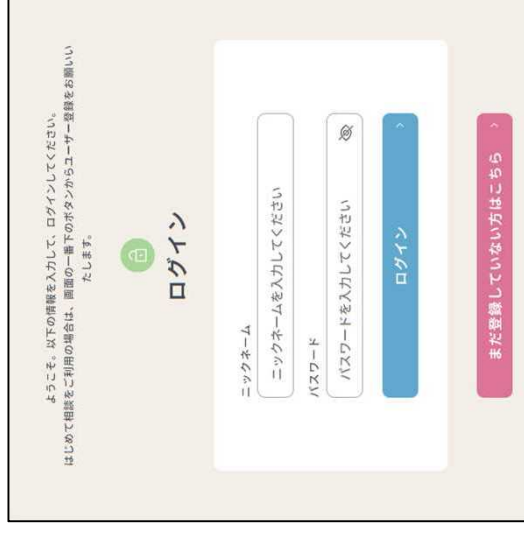 ようこそ。以下の情報を入力して、ログインしてください。
はじめて相談をご利用の場合は、画面の一番下のボタンからユーザー登録をお願いい
たします。
ログイン
ニックネーム
ニックネームを入力してください
パスワード
パスワードを入力してください
ログイン
まだ登録していない方はこちら